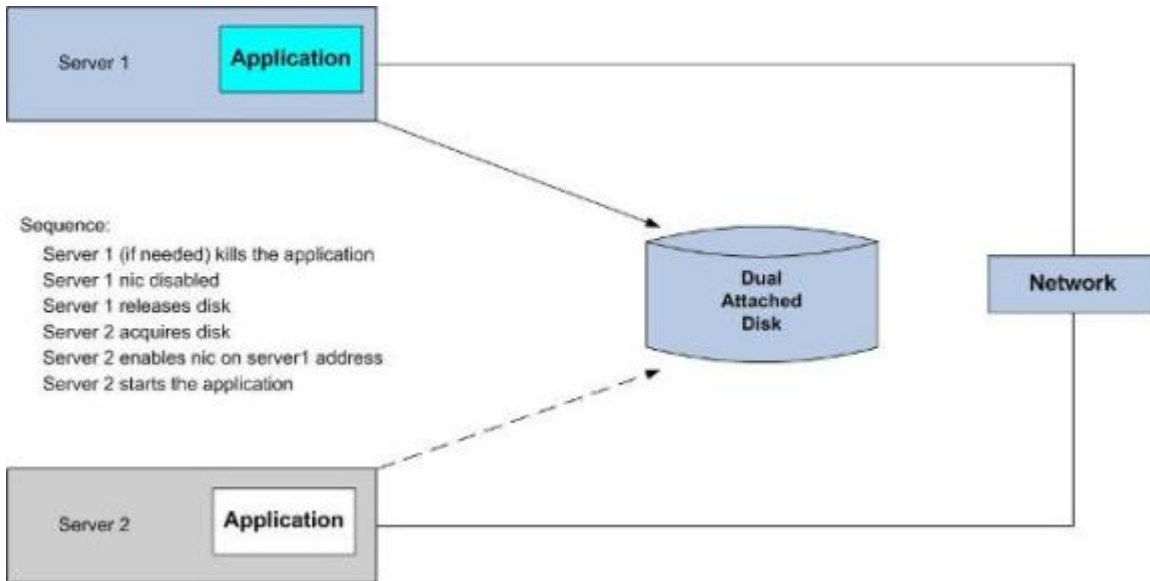 Server 1
Application
Sequence:
Server 1 (if needed) kills the application
Server 1 nic disabled
Server 1 releases disk
Server 2 acquires disk
Server 2 enables nic on server1 address
Server 2 starts the application
Dual
Attached
Disk
Network
Server 2
Application